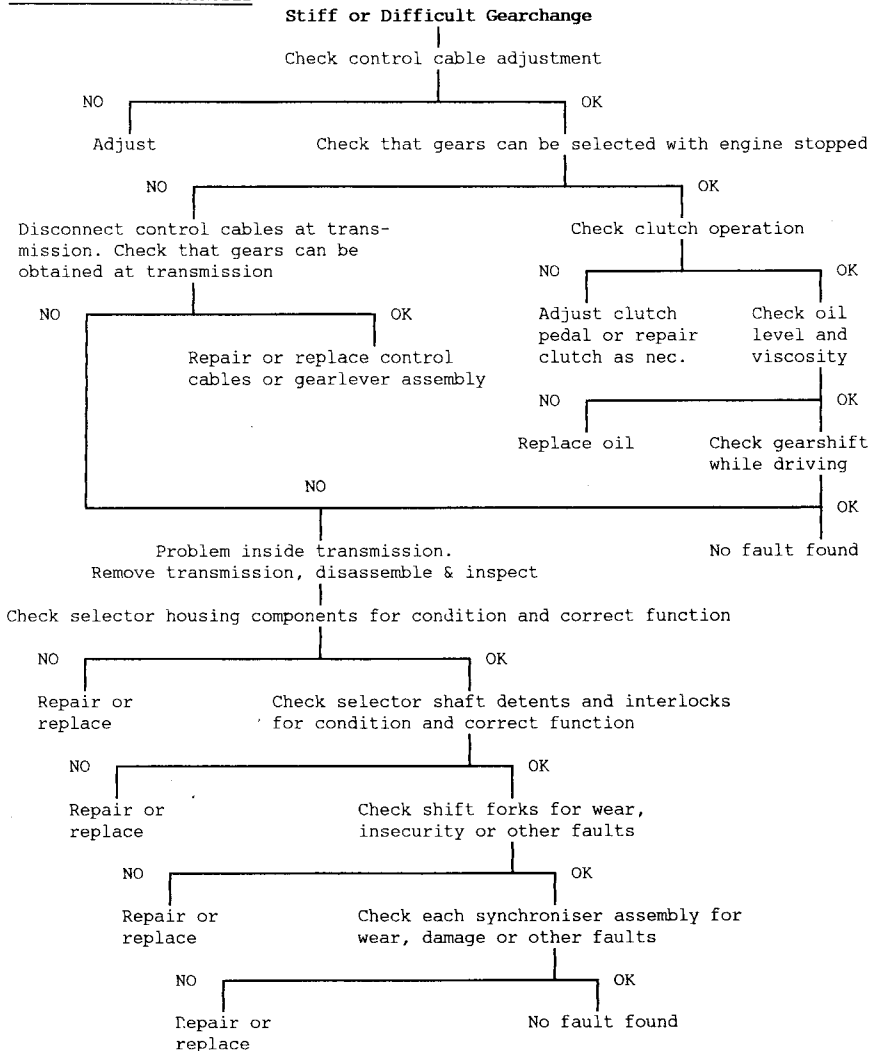 Stiff or Difficult Gearchange
Check control cable adjustment
NO
OK
Adjust
Check that gears can be selected with engine stopped
NO
OK
Disconnect control cables at trans-
mission. Check that gears can be
obtained at transmission
Check clutch operation
NO
OK
NO
OK
Adjust clutch
pedal or repair
clutch as nec.
Check oil
level and
viscosity
Repair or replace control
cables or gearlever assembly
NO
OK
Replace oil
Check gearshift
while driving
NO
OK
Problem inside transmission.
Remove transmission, disassemble & inspect
No fault found
Check selector housing components for condition and correct function
NO
OK
Repair or
replace
Check selector shaft detents and interlocks
for condition and correct function
NO
OK
Repair or
replace
Check shift forks for wear,
insecurity or other faults
NO
OK
Repair or
replace
Check each synchroniser assembly for
wear, damage or other faults
NO
OK
Repair or
replace
No fault found